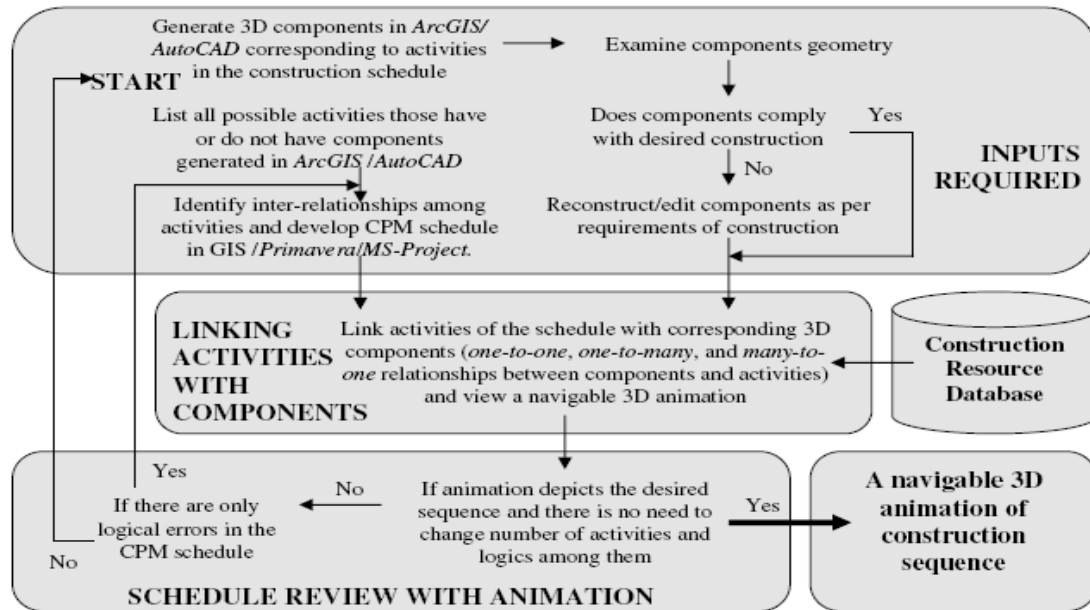 Generate 3D components in ArcGIS/
AutoCAD corresponding to activities
in the construction schedule
START
Examine components geometry
List all possible activities those have
or do not have components
generated in ArcGIS /AutoCAD
Does components comply
with desired construction
Yes
No
INPUTS
REQUIRED
Identify inter-relationships among
activities and develop CPM schedule
in GIS /Primavera/MS-Project.
Reconstruct/edit components as per
requirements of construction
LINKING
ACTIVITIES
WITH
COMPONENTS
Link activities of the schedule with corresponding 3D
components (one-to-one, one-to-many, and many-to-
one relationships between components and activities)
and view a navigable 3D animation
Construction
Resource
Database
Yes
If there are only
logical errors in the
CPM schedule
No
No
If animation depicts the desired
sequence and there is no need to
change number of activities and
logics among them
Yes
A navigable 3D
animation of
construction
sequence
SCHEDULE REVIEW WITH ANIMATION